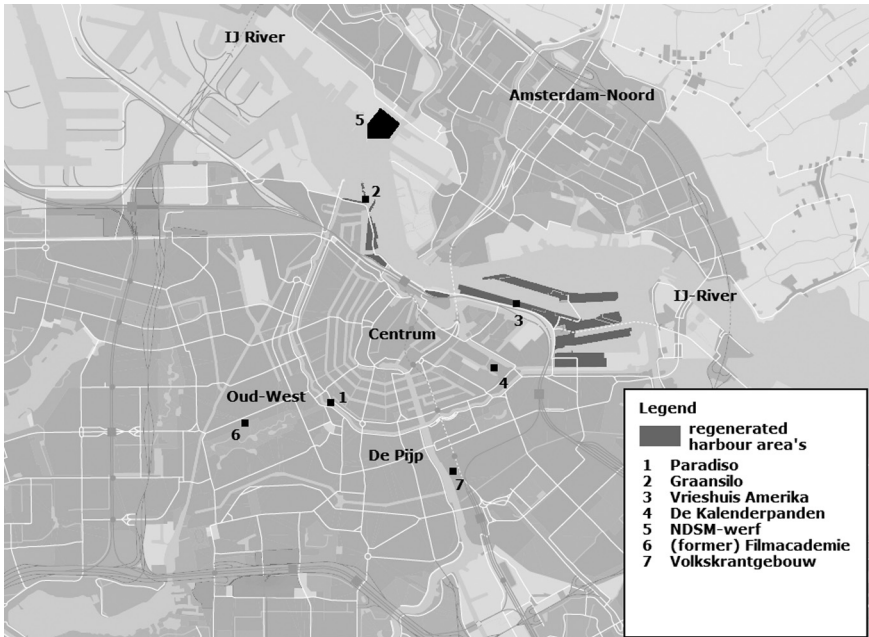 IJ River
Amsterdam-Noord
5
2
IJ-River
3
Centrum
4
Oud-West
1
6
De Pijp
7
Legend
regenerated
harbour area's
1 Paradiso
2 Graansilo
3 Vrieshuis Amerika
4 De Kalenderpanden
5 NDSM-werf
6 (former) Filmacademie
7 Volkskrantgebouw